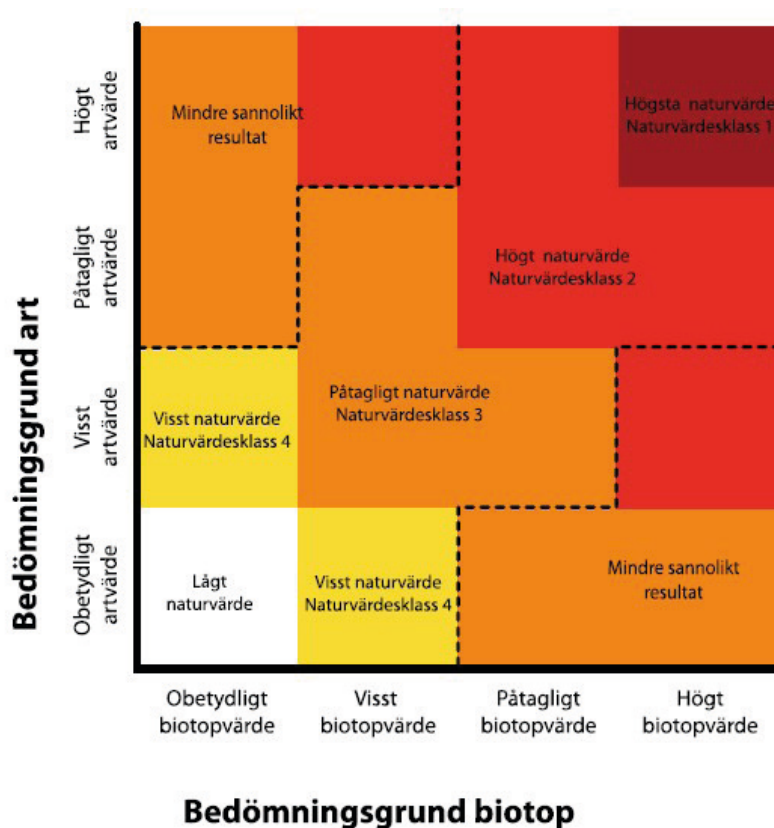 Bedömningsgrund art
Högt
artvärde
Påtagligt
artvärde
Visst
artvärde
Obetydligt
artvärde
Mindre sannolikt
resultat
Högsta naturvärde
Naturvärdesklass 1
Högt naturvärde
Naturvärdesklass 2
Påtagligt naturvärde
Naturvärdesklass 3
Visst naturvärde
Naturvärdesklass 4
Lågt
naturvärde
Visst naturvärde
Naturvärdesklass 4
Mindre sannolikt
resultat
Obetydligt
biotopvärde
Visst
biotopvärde
Påtagligt
biotopvärde
Högt
biotopvärde
Bedömningsgrund biotop